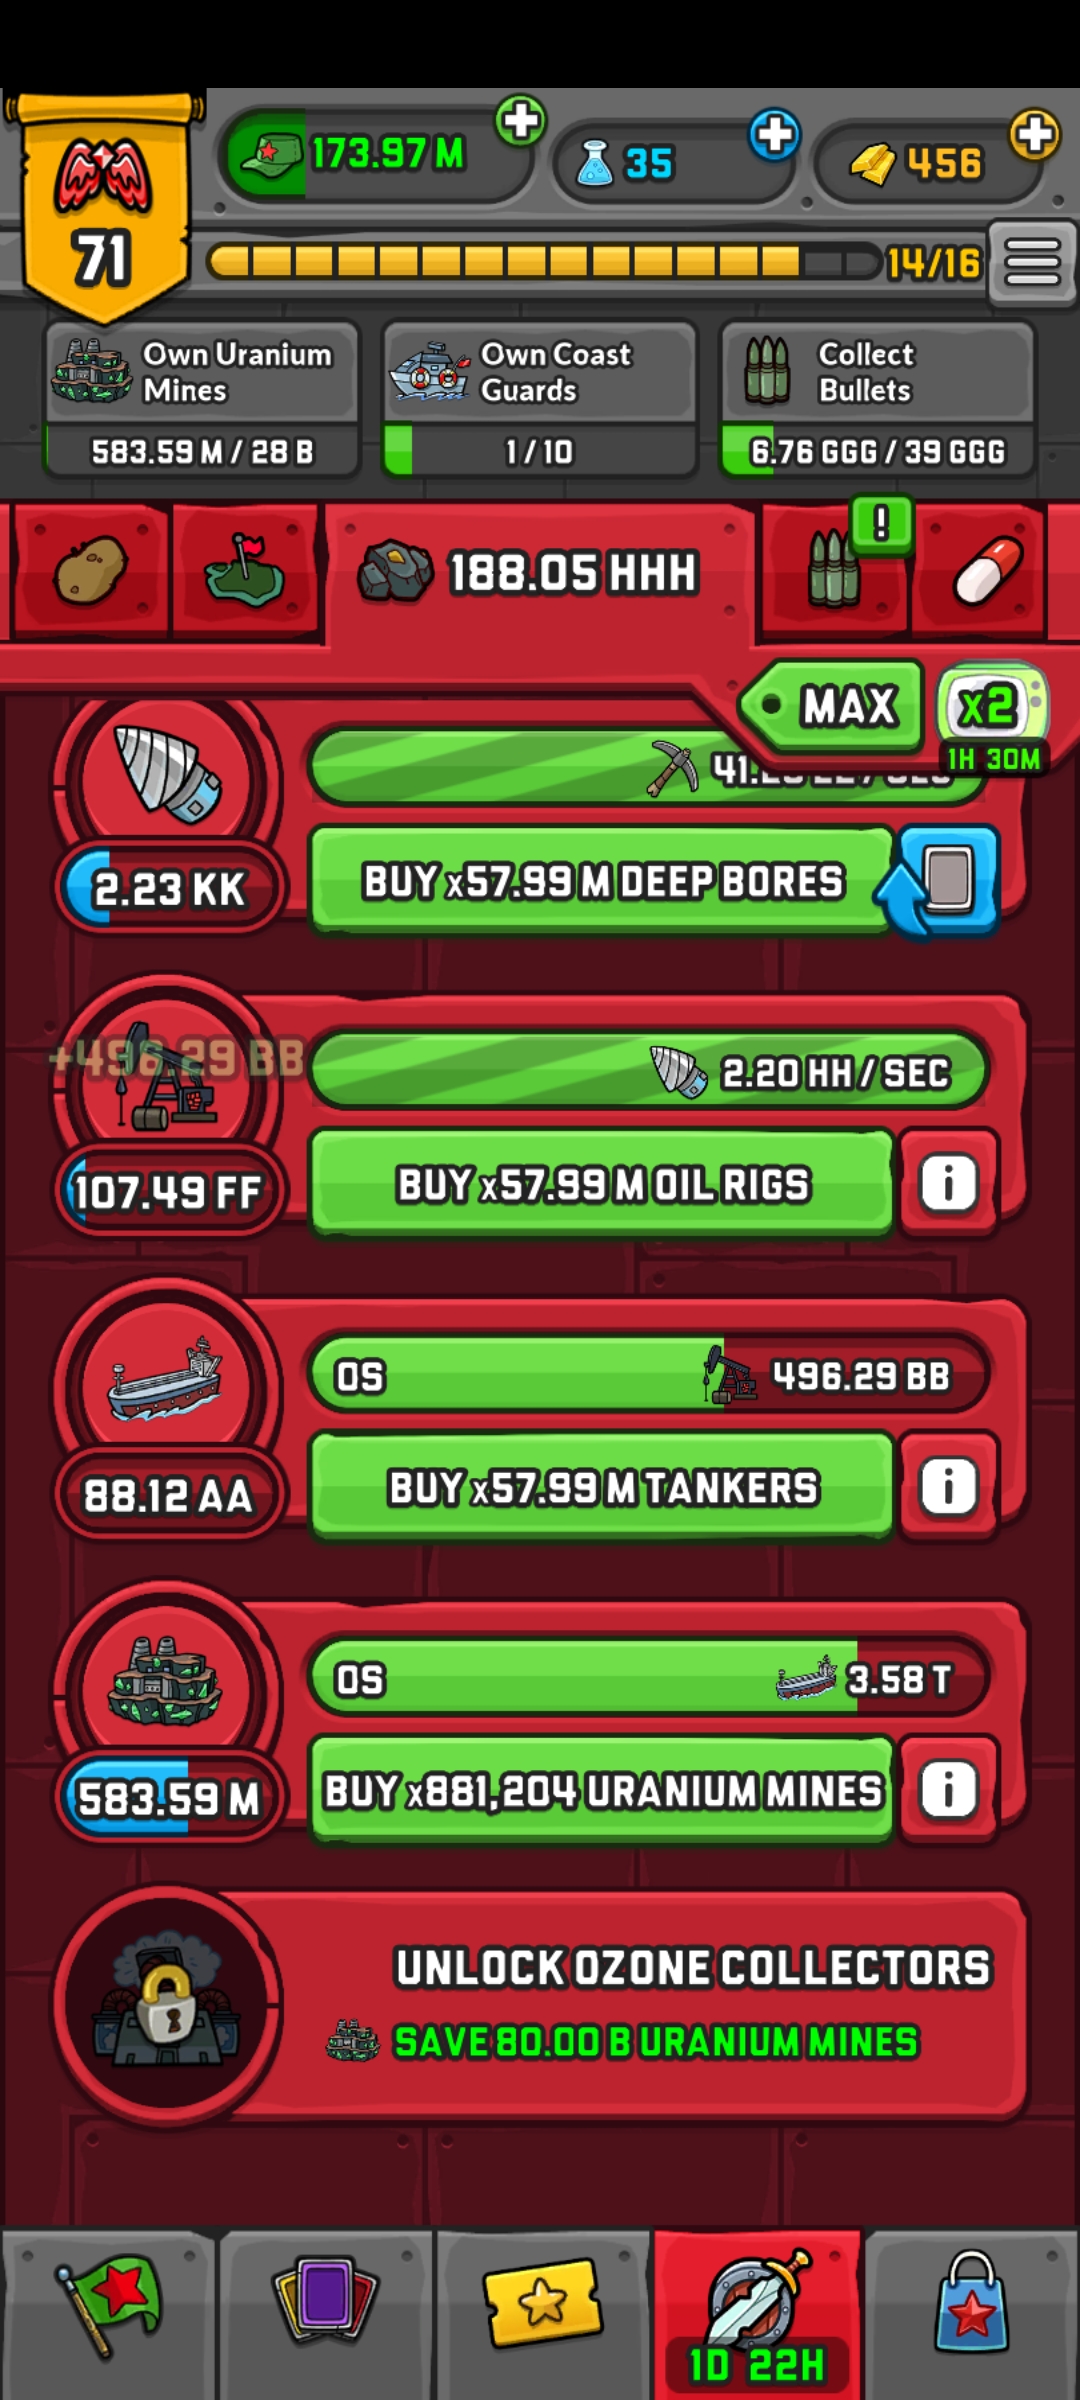 173.97 M
35
456
71
14/16
Own Uranium
Mines
583.59 M / 28 B
Own Coast
Guards
1 / 10
Collect
Bullets
6.76 GGG / 39 GGG
188.05 HHH
!
MAX
x2
1H 30M
2.23 KK
BUY x57.99 M DEEP BORES
+496.29 BB
2.20 HH / SEC
107.49 FF
BUY x57.99 M OIL RIGS
i
0S
496.29 BB
88.12 AA
BUY x57.99 M TANKERS
i
0S
3.58 T
583.59 M
BUY x881,204 URANIUM MINES
i
UNLOCK OZONE COLLECTORS
SAVE 80.00 B URANIUM MINES
1D 22H